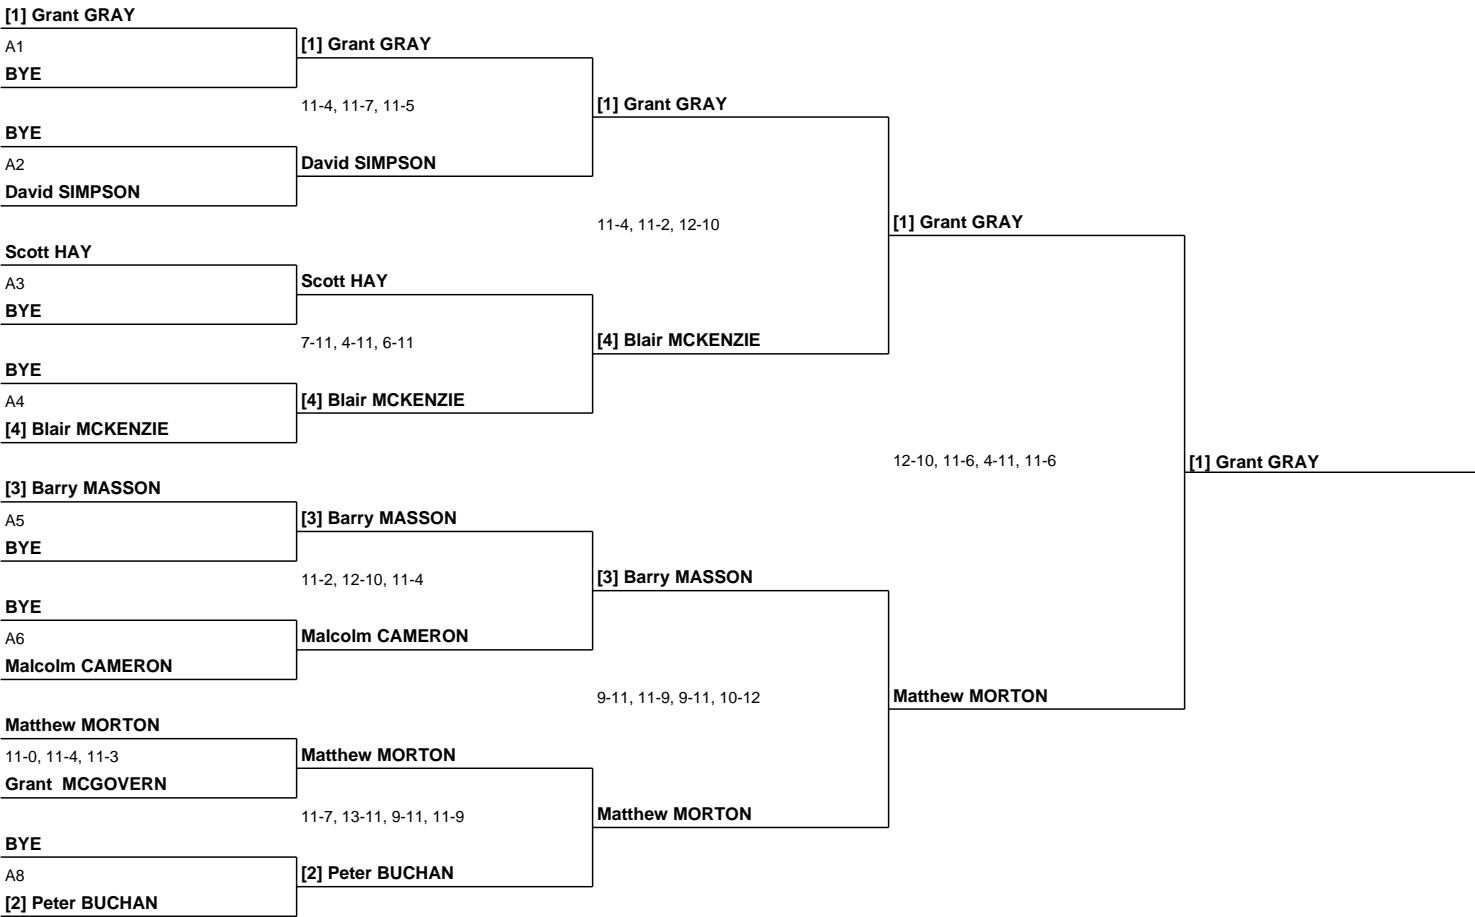 [1] Grant GRAY
A1
BYE
BYE
A2
David SIMPSON
Scott HAY
A3
BYE
BYE
A4
[4] Blair MCKENZIE
[3] Barry MASSON
A5
BYE
BYE
A6
Malcolm CAMERON
Matthew MORTON
11-0, 11-4, 11-3
Grant  MCGOVERN
BYE
A8
[2] Peter BUCHAN
[1] Grant GRAY
11-4, 11-7, 11-5
David SIMPSON
Scott HAY
7-11, 4-11, 6-11
[4] Blair MCKENZIE
[3] Barry MASSON
11-2, 12-10, 11-4
Malcolm CAMERON
Matthew MORTON
11-7, 13-11, 9-11, 11-9
[2] Peter BUCHAN
[1] Grant GRAY
11-4, 11-2, 12-10
[4] Blair MCKENZIE
[3] Barry MASSON
9-11, 11-9, 9-11, 10-12
Matthew MORTON
[1] Grant GRAY
12-10, 11-6, 4-11, 11-6
Matthew MORTON
[1] Grant GRAY